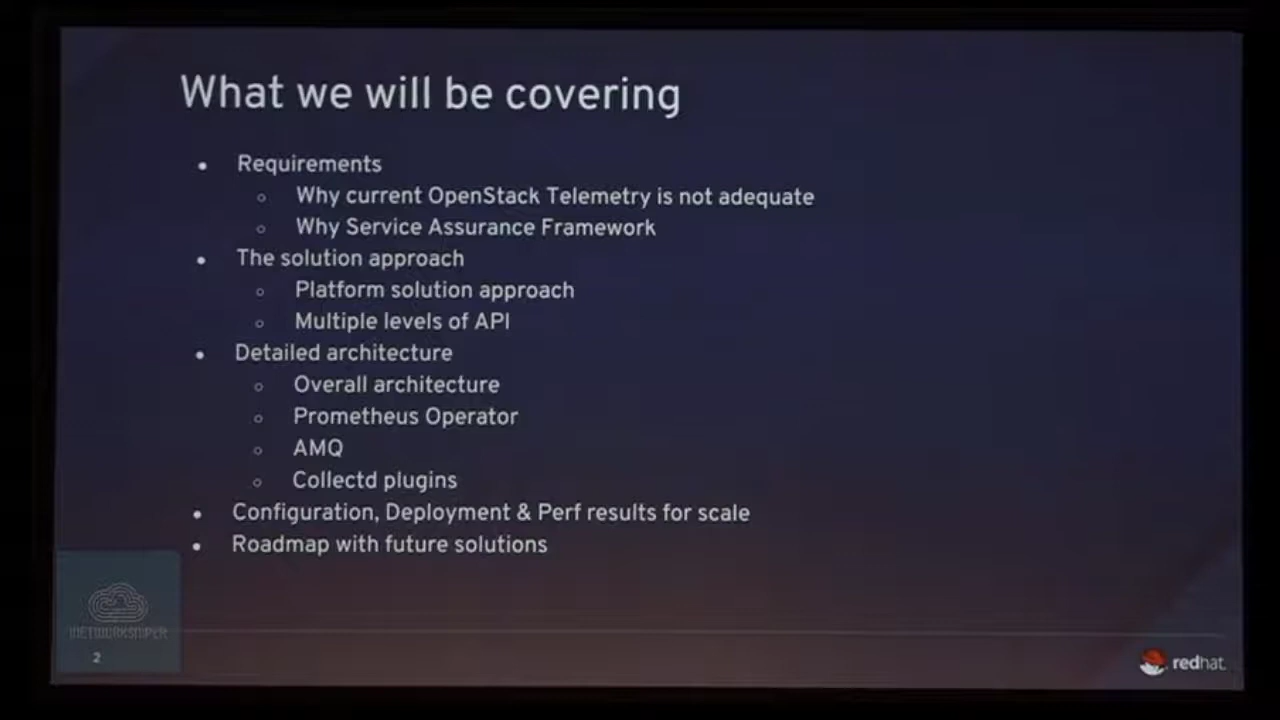 What we will be covering
Requirements
Why current OpenStack Telemetry is not adequate
Why Service Assurance Framework
The solution approach
Platform solution approach
Multiple levels of API
Detailed architecture
Overall architecture
Prometheus Operator
AMQ
Collectd plugins
Configuration, Deployment & Perf results for scale
Roadmap with future solutions
NETWORKSNIPER
2
redhat.